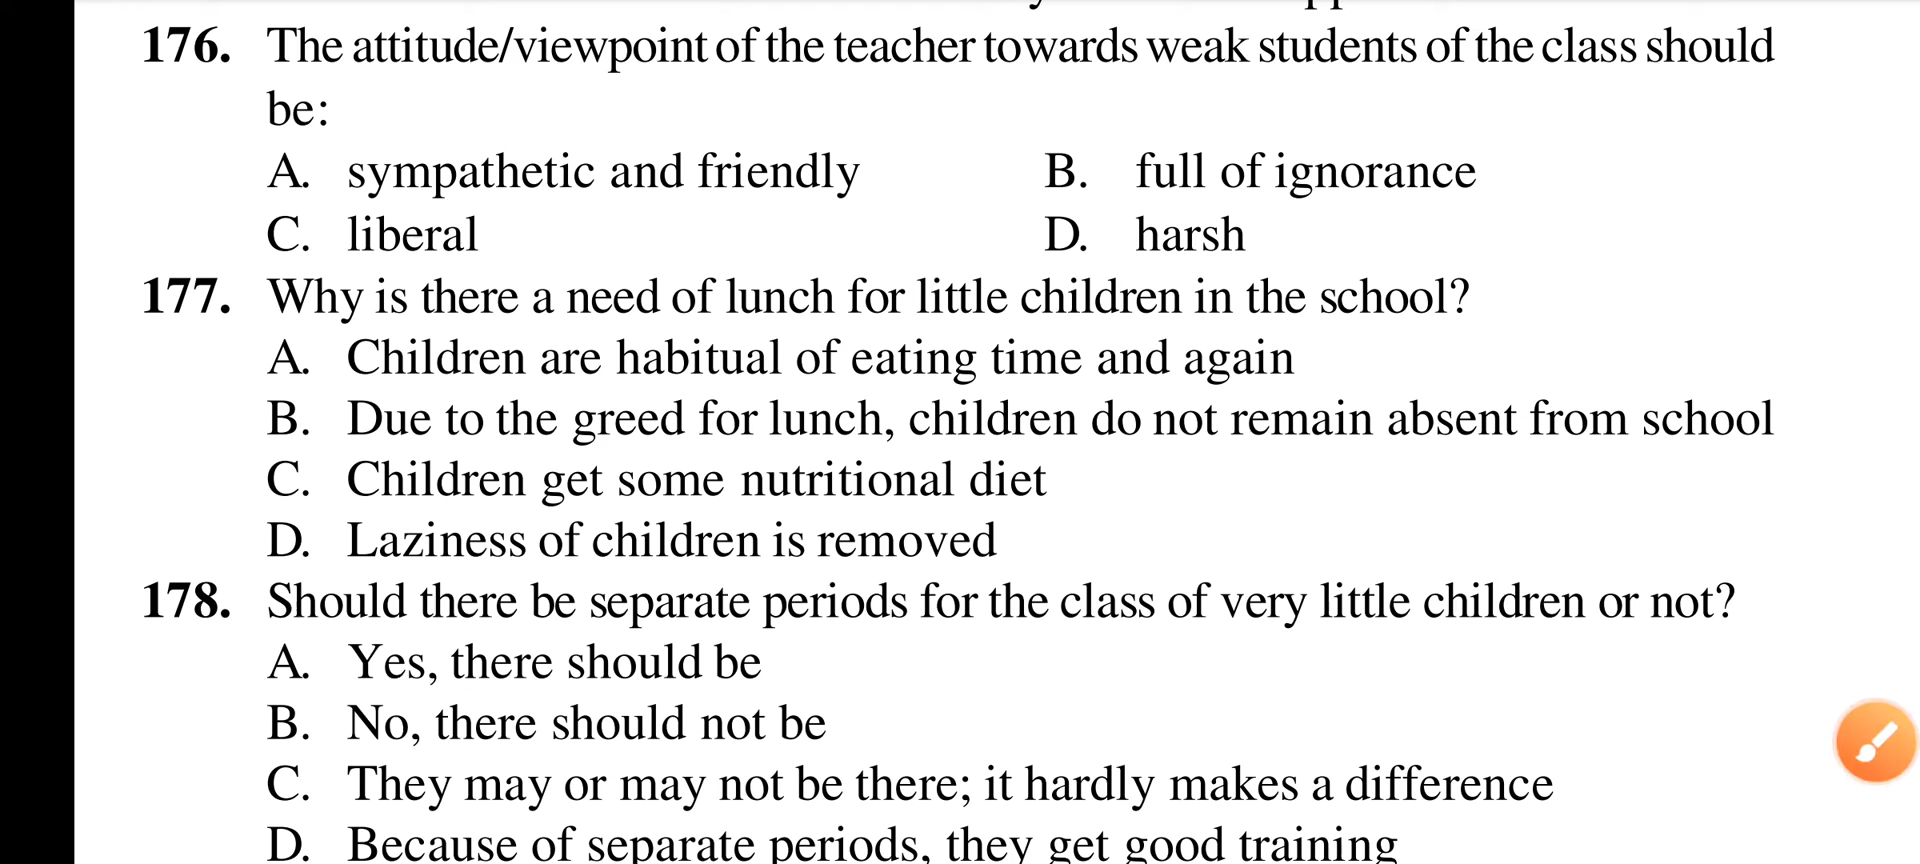 176. The attitude/viewpoint of the teacher towards weak students of the class should
be:
A. sympathetic and friendly B. full of ignorance
C. liberal D. harsh
177. Why is there a need of lunch for little children in the school?
A. Children are habitual of eating time and again
B. Due to the greed for lunch, children do not remain absent from school
C. Children get some nutritional diet
D. Laziness of children is removed
178. Should there be separate periods for the class of very little children or not?
A. Yes, there should be
B. No, there should not be
C. They may or may not be there; it hardly makes a difference
D. Because of separate periods, they get good training